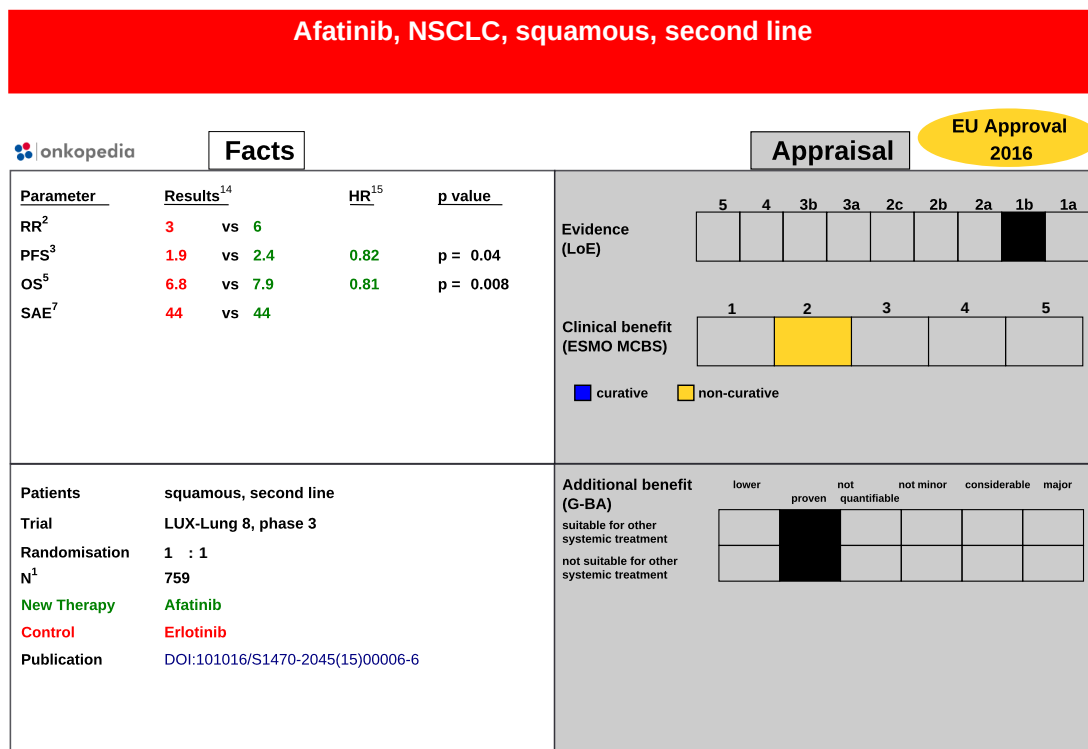 Afatinib, NSCLC, squamous, second line
EU Approval
2016
onkopedia
Facts
Appraisal
Parameter Results14 HR15 p value
RR2 3 vs 6
PFS3 1.9 vs 2.4 0.82 p = 0.04
OS5 6.8 vs 7.9 0.81 p = 0.008
SAE7 44 vs 44
5 4 3b 3a 2c 2b 2a 1b 1a
Evidence
(LoE)
1 2 3 4 5
Clinical benefit
(ESMO MCBS)
curative non-curative
Patients squamous, second line
Trial LUX-Lung 8, phase 3
Randomisation 1 : 1
N1 759
New Therapy Afatinib
Control Erlotinib
Publication DOI:101016/S1470-2045(15)00006-6
Additional benefit
(G-BA)
lower not not minor considerable major
proven quantifiable
suitable for other
systemic treatment
not suitable for other
systemic treatment